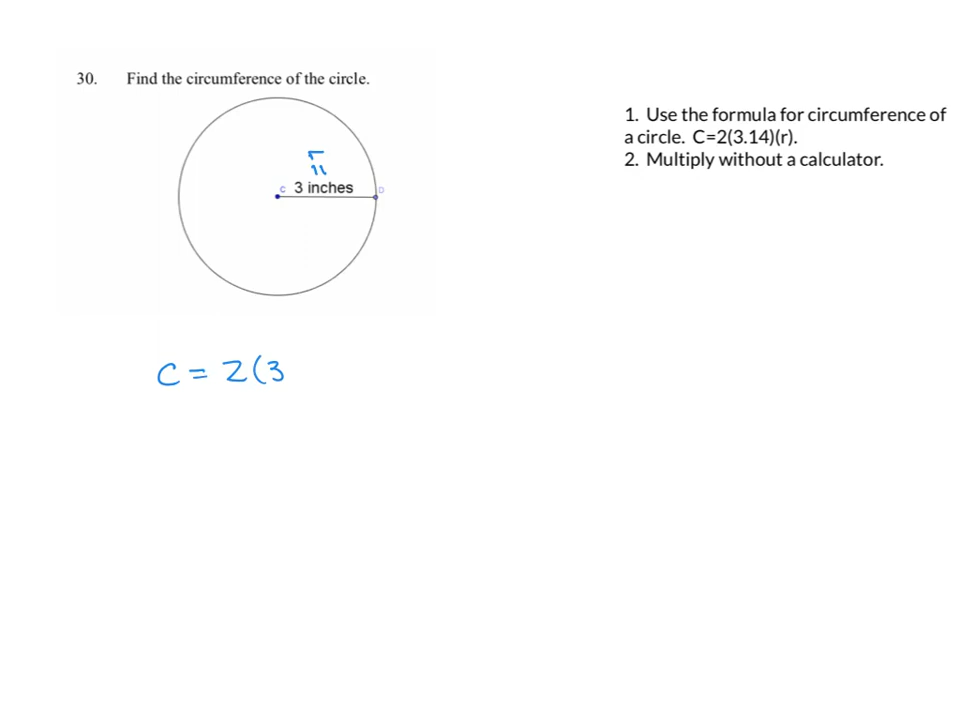 30. Find the circumference of the circle.
r
=
C 3 inches D
1. Use the formula for circumference of
a circle. C=2(3.14)(r).
2. Multiply without a calculator.
C = 2(3